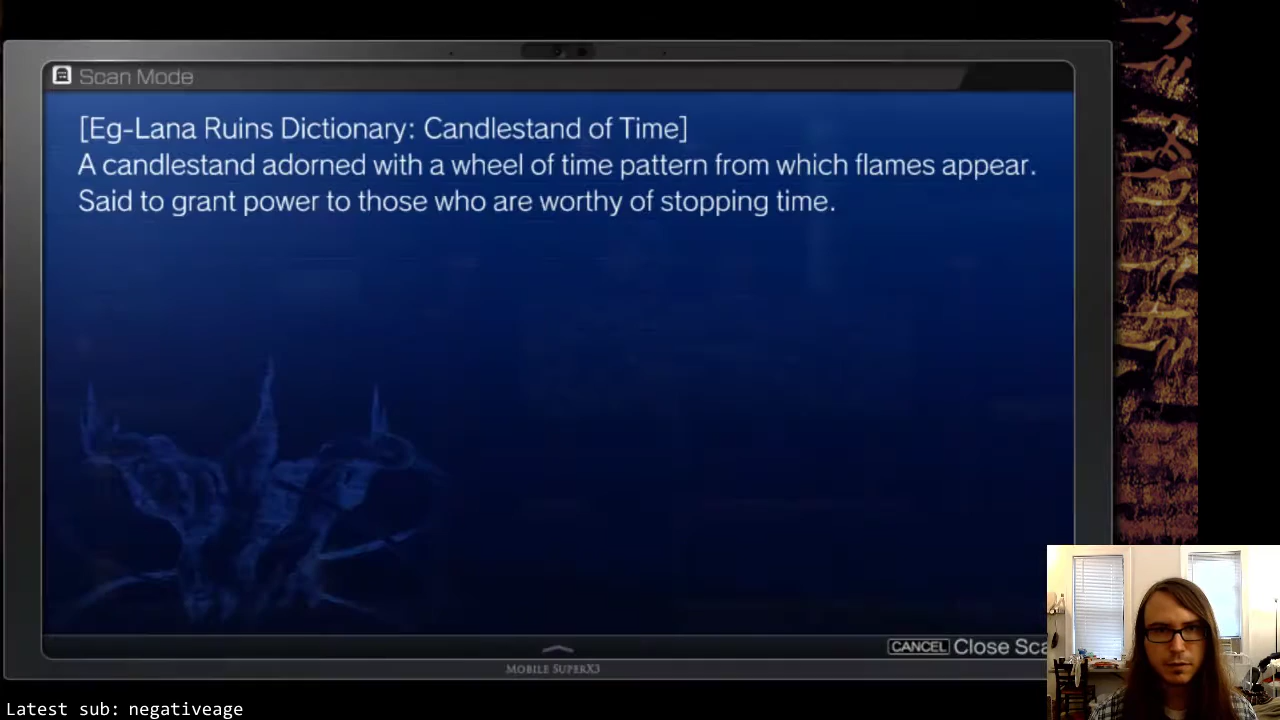 Scan Mode
[Eg-Lana Ruins Dictionary: Candlestand of Time]
A candlestand adorned with a wheel of time pattern from which flames appear.
Said to grant power to those who are worthy of stopping time.
CANCEL Close Sca
MOBILE SUPERX3
Latest sub: negativeage